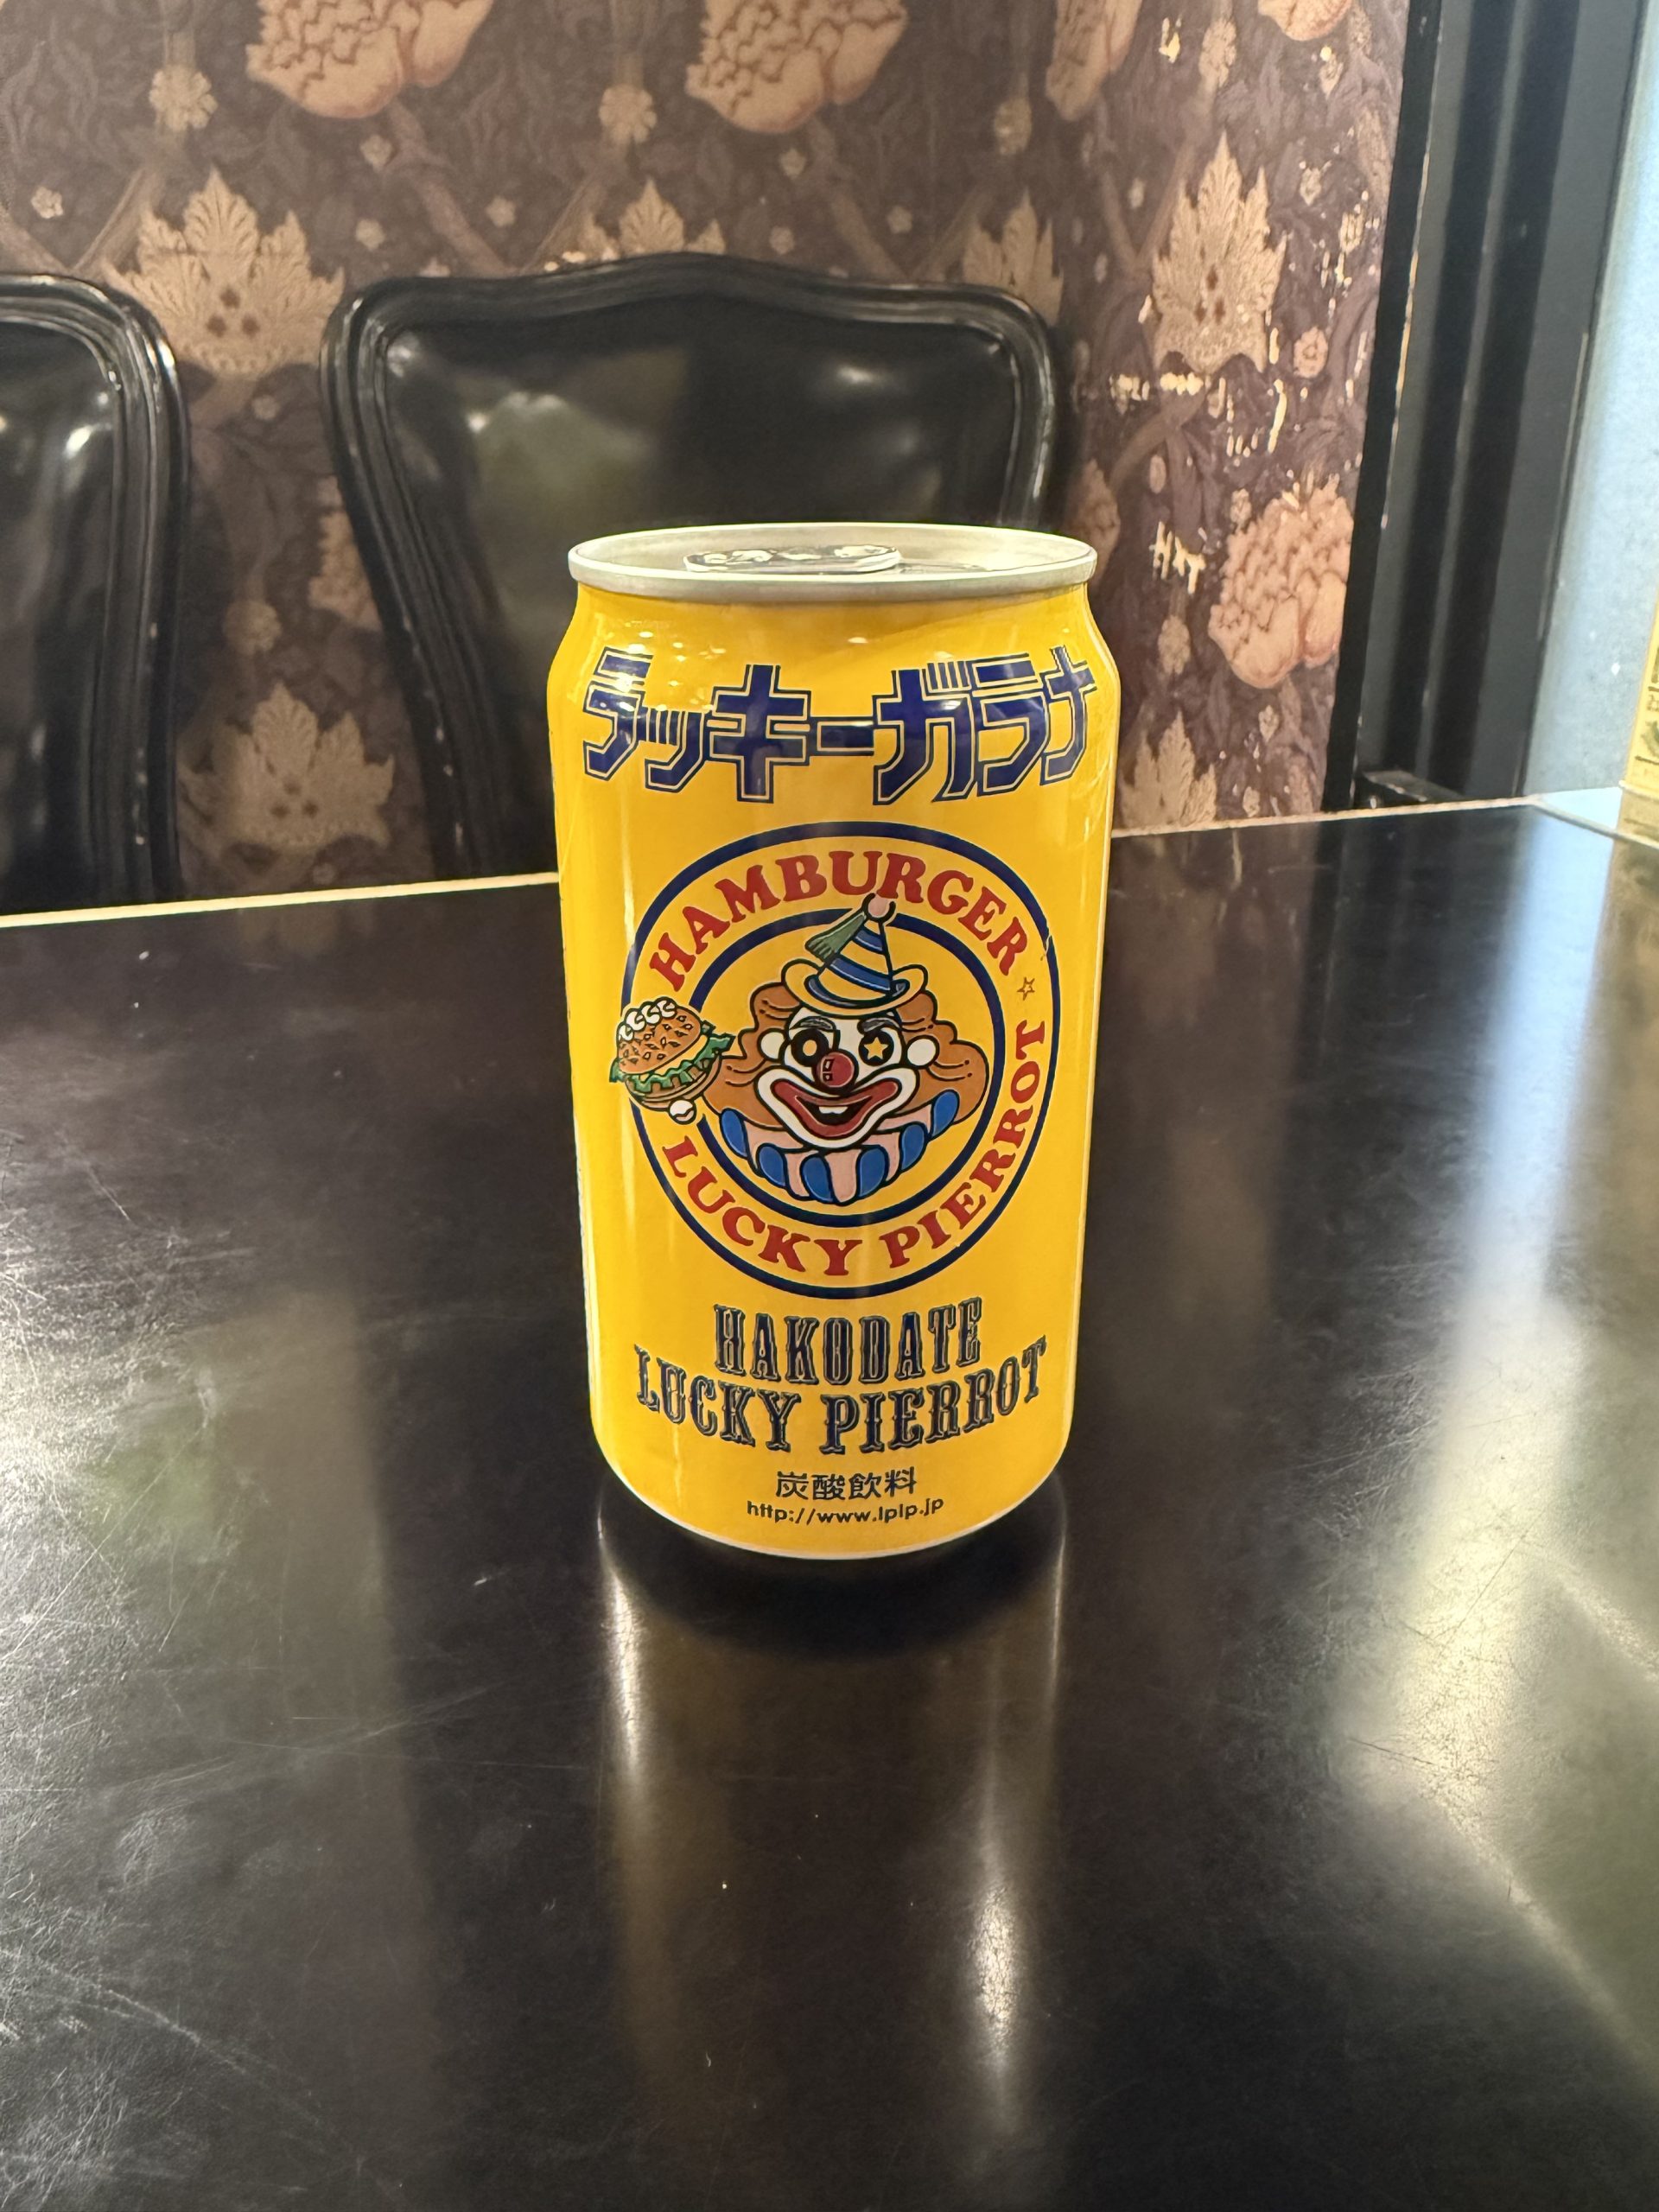 ラッキーガラナ
HAMBURGER ☆
LUCKY PIERROT
HAKODATE
LUCKY PIERROT
炭酸飲料
http://www.lplp.jp